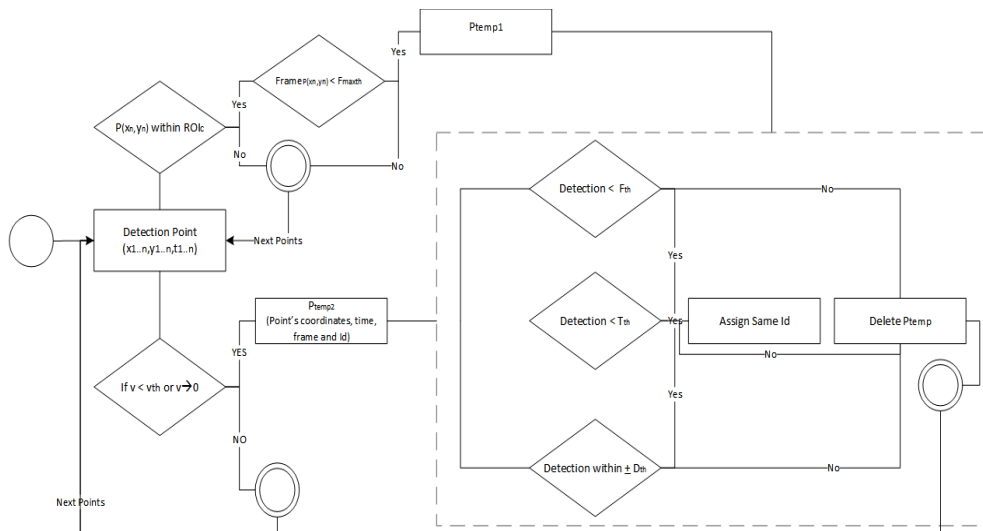 Ptemp1
Yes
FrameP(xn,yn) < Fmaxth
Yes
P(xn,yn) within ROIc
No
No
Detection < Fth
No
Detection Point
(x1..n,y1..n,t1..n)
Next Points
Yes
Ptemp2
(Point's coordinates, time,
frame and Id)
Detection < Tth
Yes
Assign Same Id
Delete Ptemp
YES
No
If v < vth or v→0
Yes
NO
Detection within ± Dth
No
Next Points